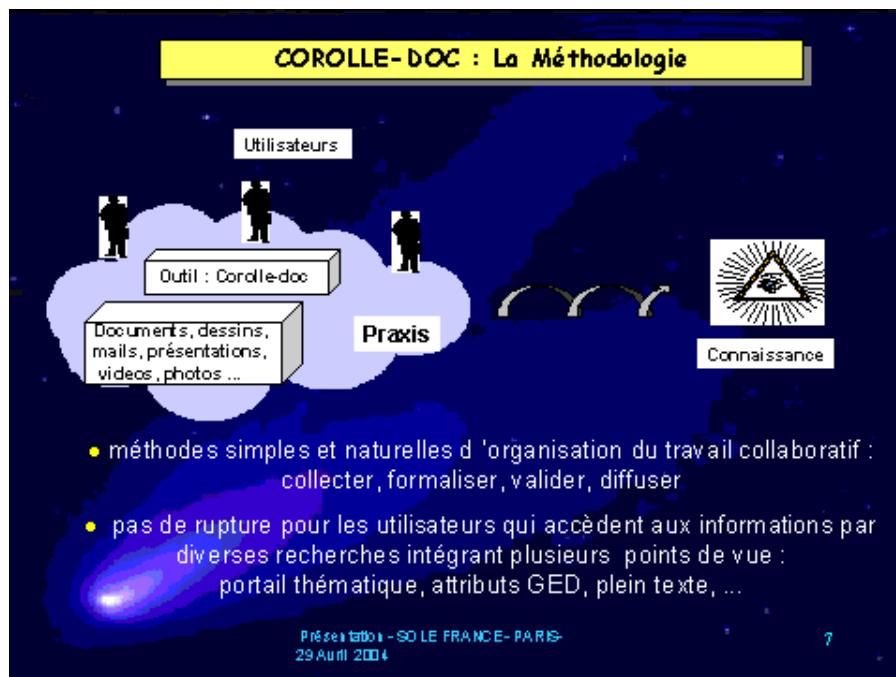 COROLLE-DOC : La Méthodologie
Utilisateurs
Outil : Corolle-doc
Documents, dessins,
mails, présentations,
videos, photos ...
Praxis
Connaissance
méthodes simples et naturelles d 'organisation du travail collaboratif :
collecter, formaliser, valider, diffuser
pas de rupture pour les utilisateurs qui accèdent aux informations par
diverses recherches intégrant plusieurs points de vue :
portail thématique, attributs GED, plein texte, ...
Présentation - SOLE FRANCE- PARIS-
29 Avril 2004
7